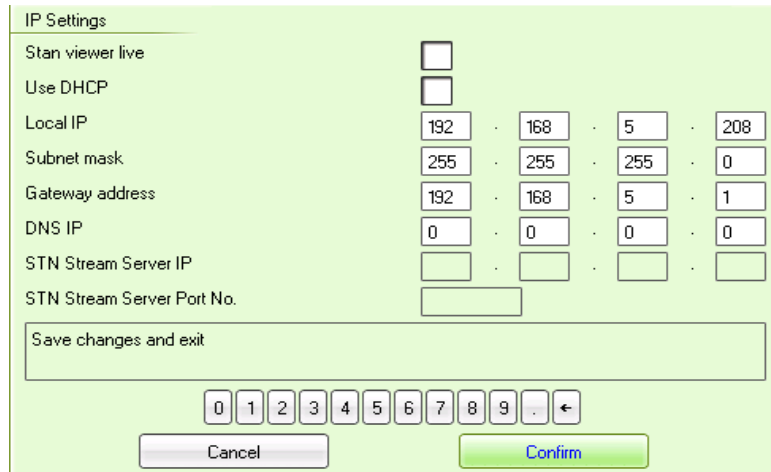 IP Settings
Stan viewer live
Use DHCP
Local IP 192 . 168 . 5 . 208
Subnet mask 255 . 255 . 255 . 0
Gateway address 192 . 168 . 5 . 1
DNS IP 0 . 0 . 0 . 0
STN Stream Server IP . . .
STN Stream Server Port No.
Save changes and exit
0 1 2 3 4 5 6 7 8 9 . ←
Cancel Confirm